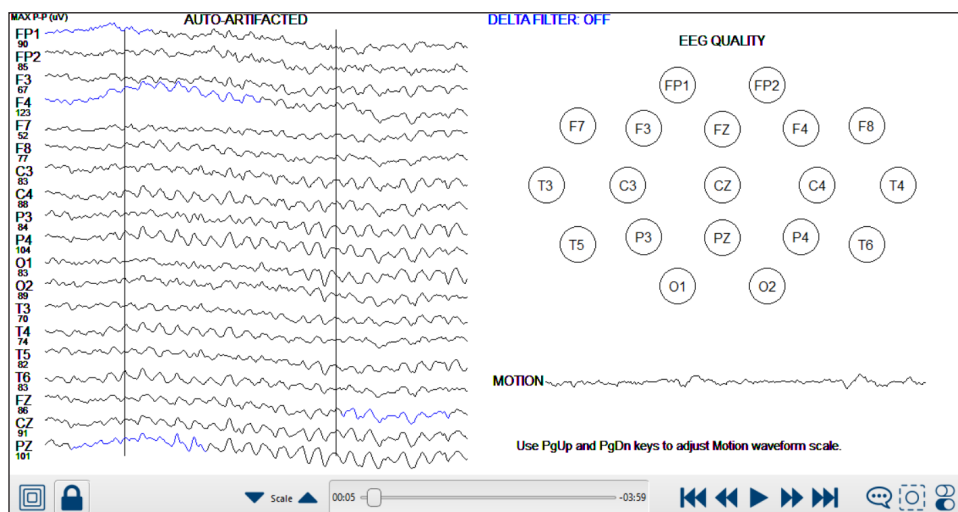 MAX P-P (uV) AUTO-ARTIFACTED DELTA FILTER: OFF
FP1
90
FP2
85
F3
67
F4
123
F7
52
F8
77
C3
83
C4
88
P3
84
P4
104
O1
83
O2
89
T3
70
T4
74
T5
82
T6
83
FZ
86
CZ
91
PZ
101
EEG QUALITY
FP1 FP2
F7 F3 FZ F4 F8
T3 C3 CZ C4 T4
T5 P3 PZ P4 T6
O1 O2
MOTION
Use PgUp and PgDn keys to adjust Motion waveform scale.
Scale 00:05 -03:59